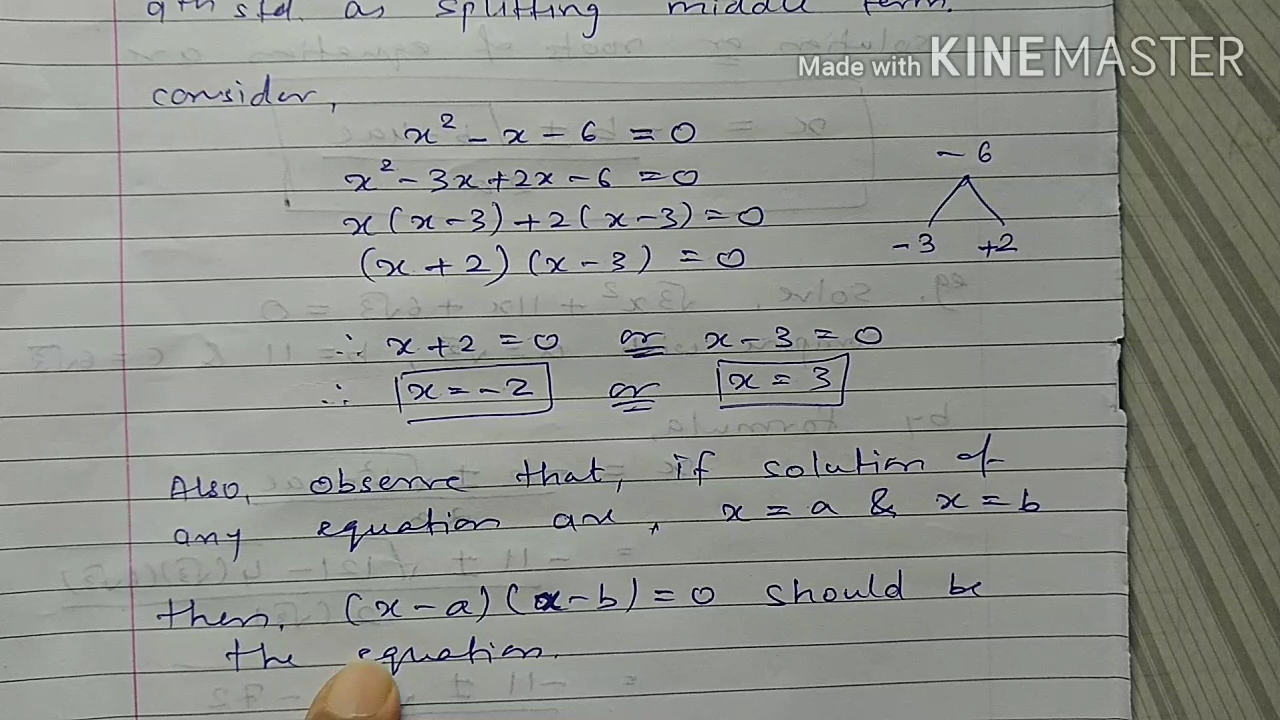 9th std. as splitting middle term.
Made with KINEMASTER
consider,
x² - x - 6 = 0
x² - 3x + 2x - 6 = 0
x(x-3) + 2(x-3) = 0
(x + 2) (x - 3) = 0
- 6
-3 +2
∴ x + 2 = 0 or x - 3 = 0
∴ x = -2 or x = 3
Also, observe that, if solution of
any equation are, x = a & x = b
then, (x-a)(x-b) = 0 should be
the equation.